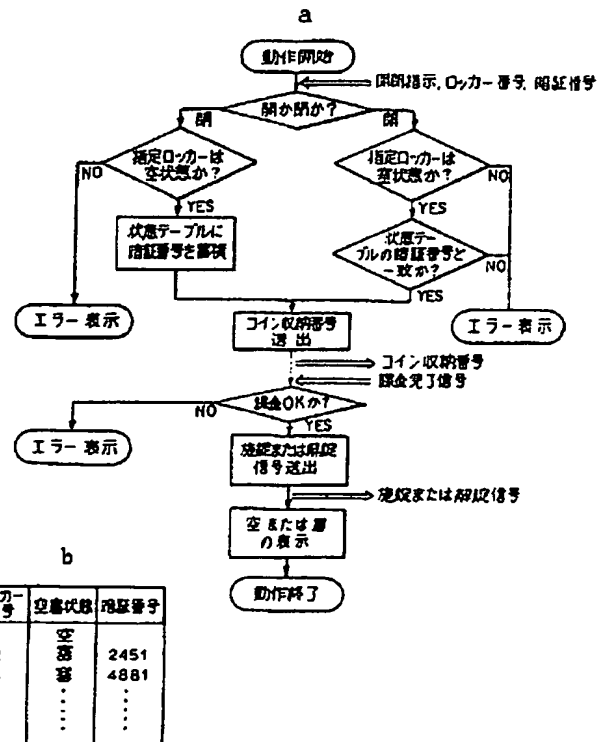 a
動作開始
開閉指示,ロッカー番号,暗証信号
開か閉か?
指定ロッカーは
空状態か?
指定ロッカーは
空状態か?
NO
YES
YES
NO
状態テーブルに
暗証番号を蓄積
状態テー
ブルの暗証番号と
一致か?
NO
YES
エラー表示
エラー表示
コイン収納番号
送出
コイン収納番号
課金完了信号
課金OKか?
NO
YES
エラー表示
施錠または解錠
信号送出
施錠または解錠信号
空または塞
の表示
動作終了
b
カー
号
空塞状態
暗証番号
空
塞
2451
塞
4881